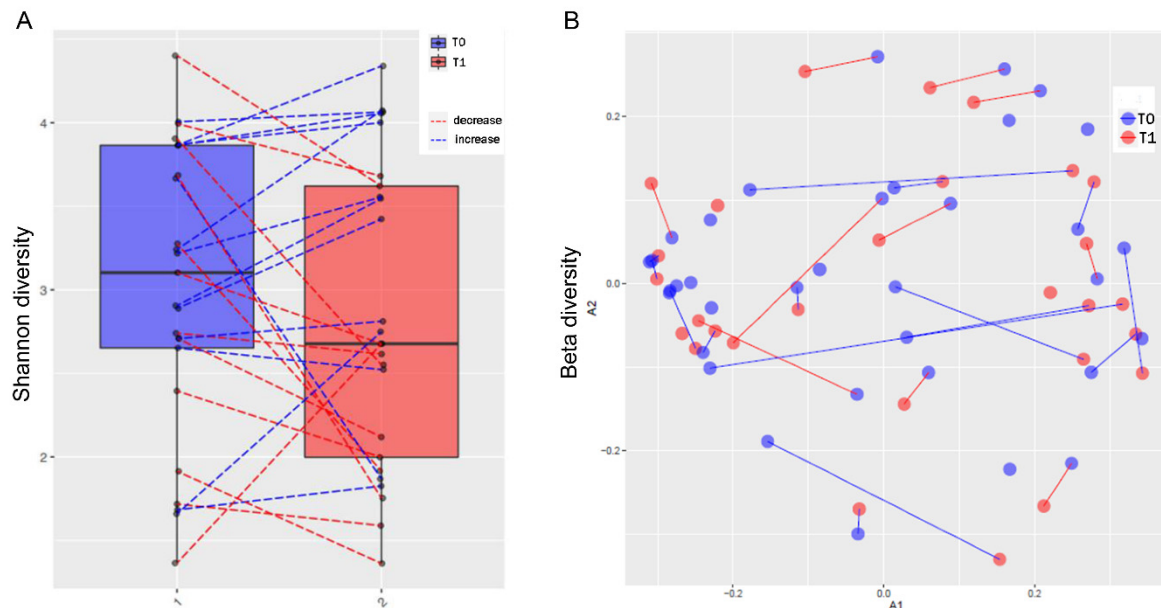 A
T0
T1
decrease
increase
4
3
2
Shannon diversity
1
2
B
T0
T1
0.2
0.0
−0.2
A2
Beta diversity
−0.2
0.0
0.2
A1